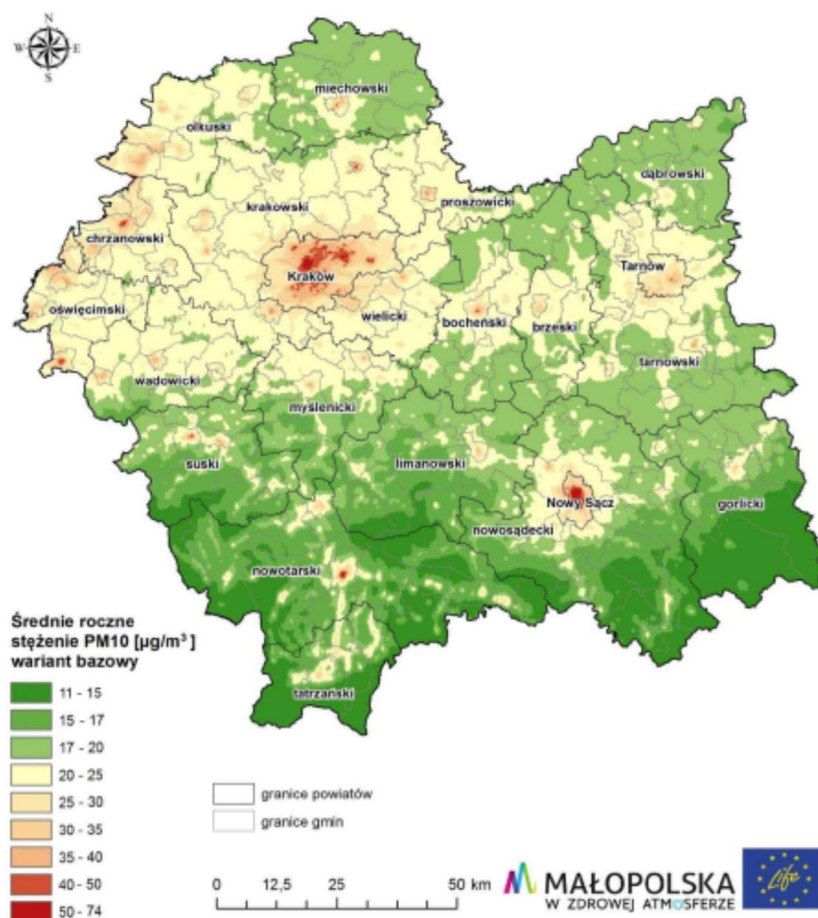 N
W
E
S
miechowski
olkuski
dąbrowski
krakowski
proszowicki
chrzanowski
Tarnów
Kraków
oświęcimski
wielicki
bocheński
brzeski
tarnowski
wadowicki
myślenicki
suski
limanowski
Nowy Sącz
gorlicki
nowosądecki
nowotarski
tatrzański
Średnie roczne
stężenie PM10 [µg/m³ ]
wariant bazowy
11 - 15
15 - 17
17 - 20
20 - 25
25 - 30
30 - 35
35 - 40
40 - 50
50 - 74
granice powiatów
granice gmin
0 12,5 25 50 km
MAŁOPOLSKA
W ZDROWEJ ATMOSFERZE
Life